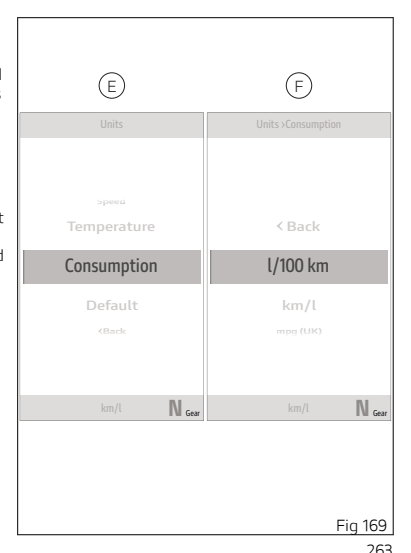 E
F
Units
Units ›Consumption
Speed
Temperature
< Back
Consumption
l/100 km
Default
km/l
<Back
mpg (UK)
km/l
N Gear
km/l
N Gear
Fig 169
263